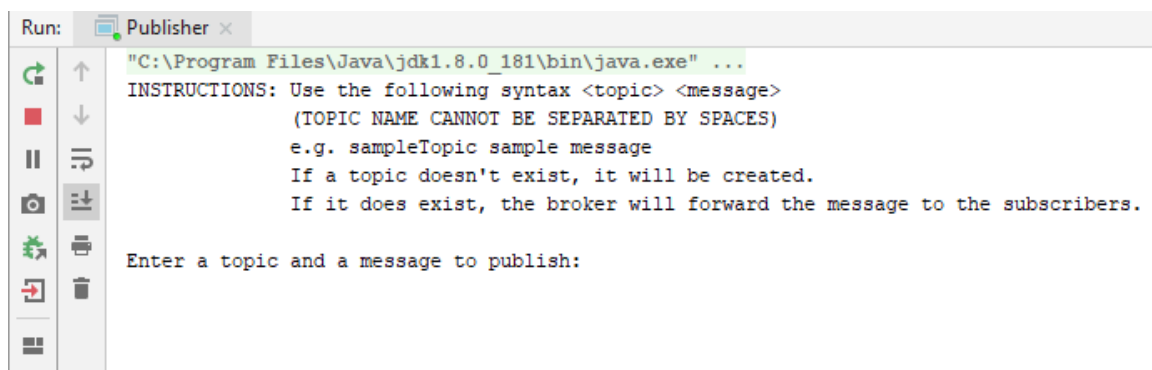 Run: Publisher ×
"C:\Program Files\Java\jdk1.8.0_181\bin\java.exe" ...
INSTRUCTIONS: Use the following syntax <topic> <message>
(TOPIC NAME CANNOT BE SEPARATED BY SPACES)
e.g. sampleTopic sample message
If a topic doesn't exist, it will be created.
If it does exist, the broker will forward the message to the subscribers.
Enter a topic and a message to publish: